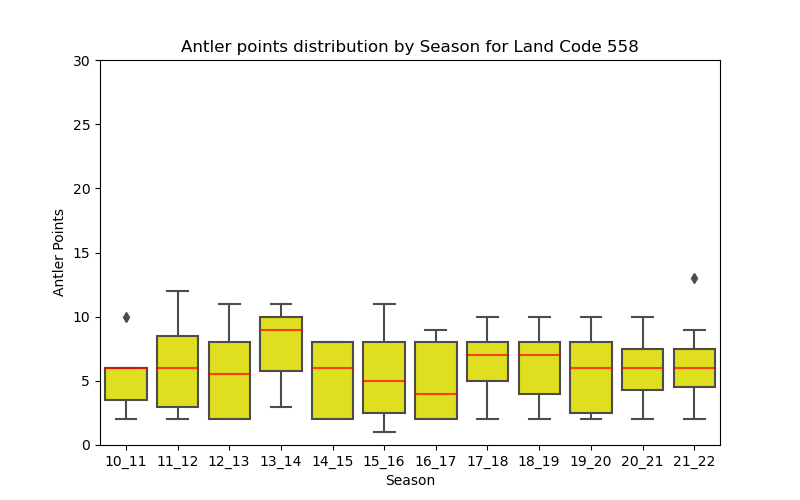 Antler points distribution by Season for Land Code 558
30
25
20
15
10
5
0
Antler Points
10_11 11_12 12_13 13_14 14_15 15_16 16_17 17_18 18_19 19_20 20_21 21_22
Season